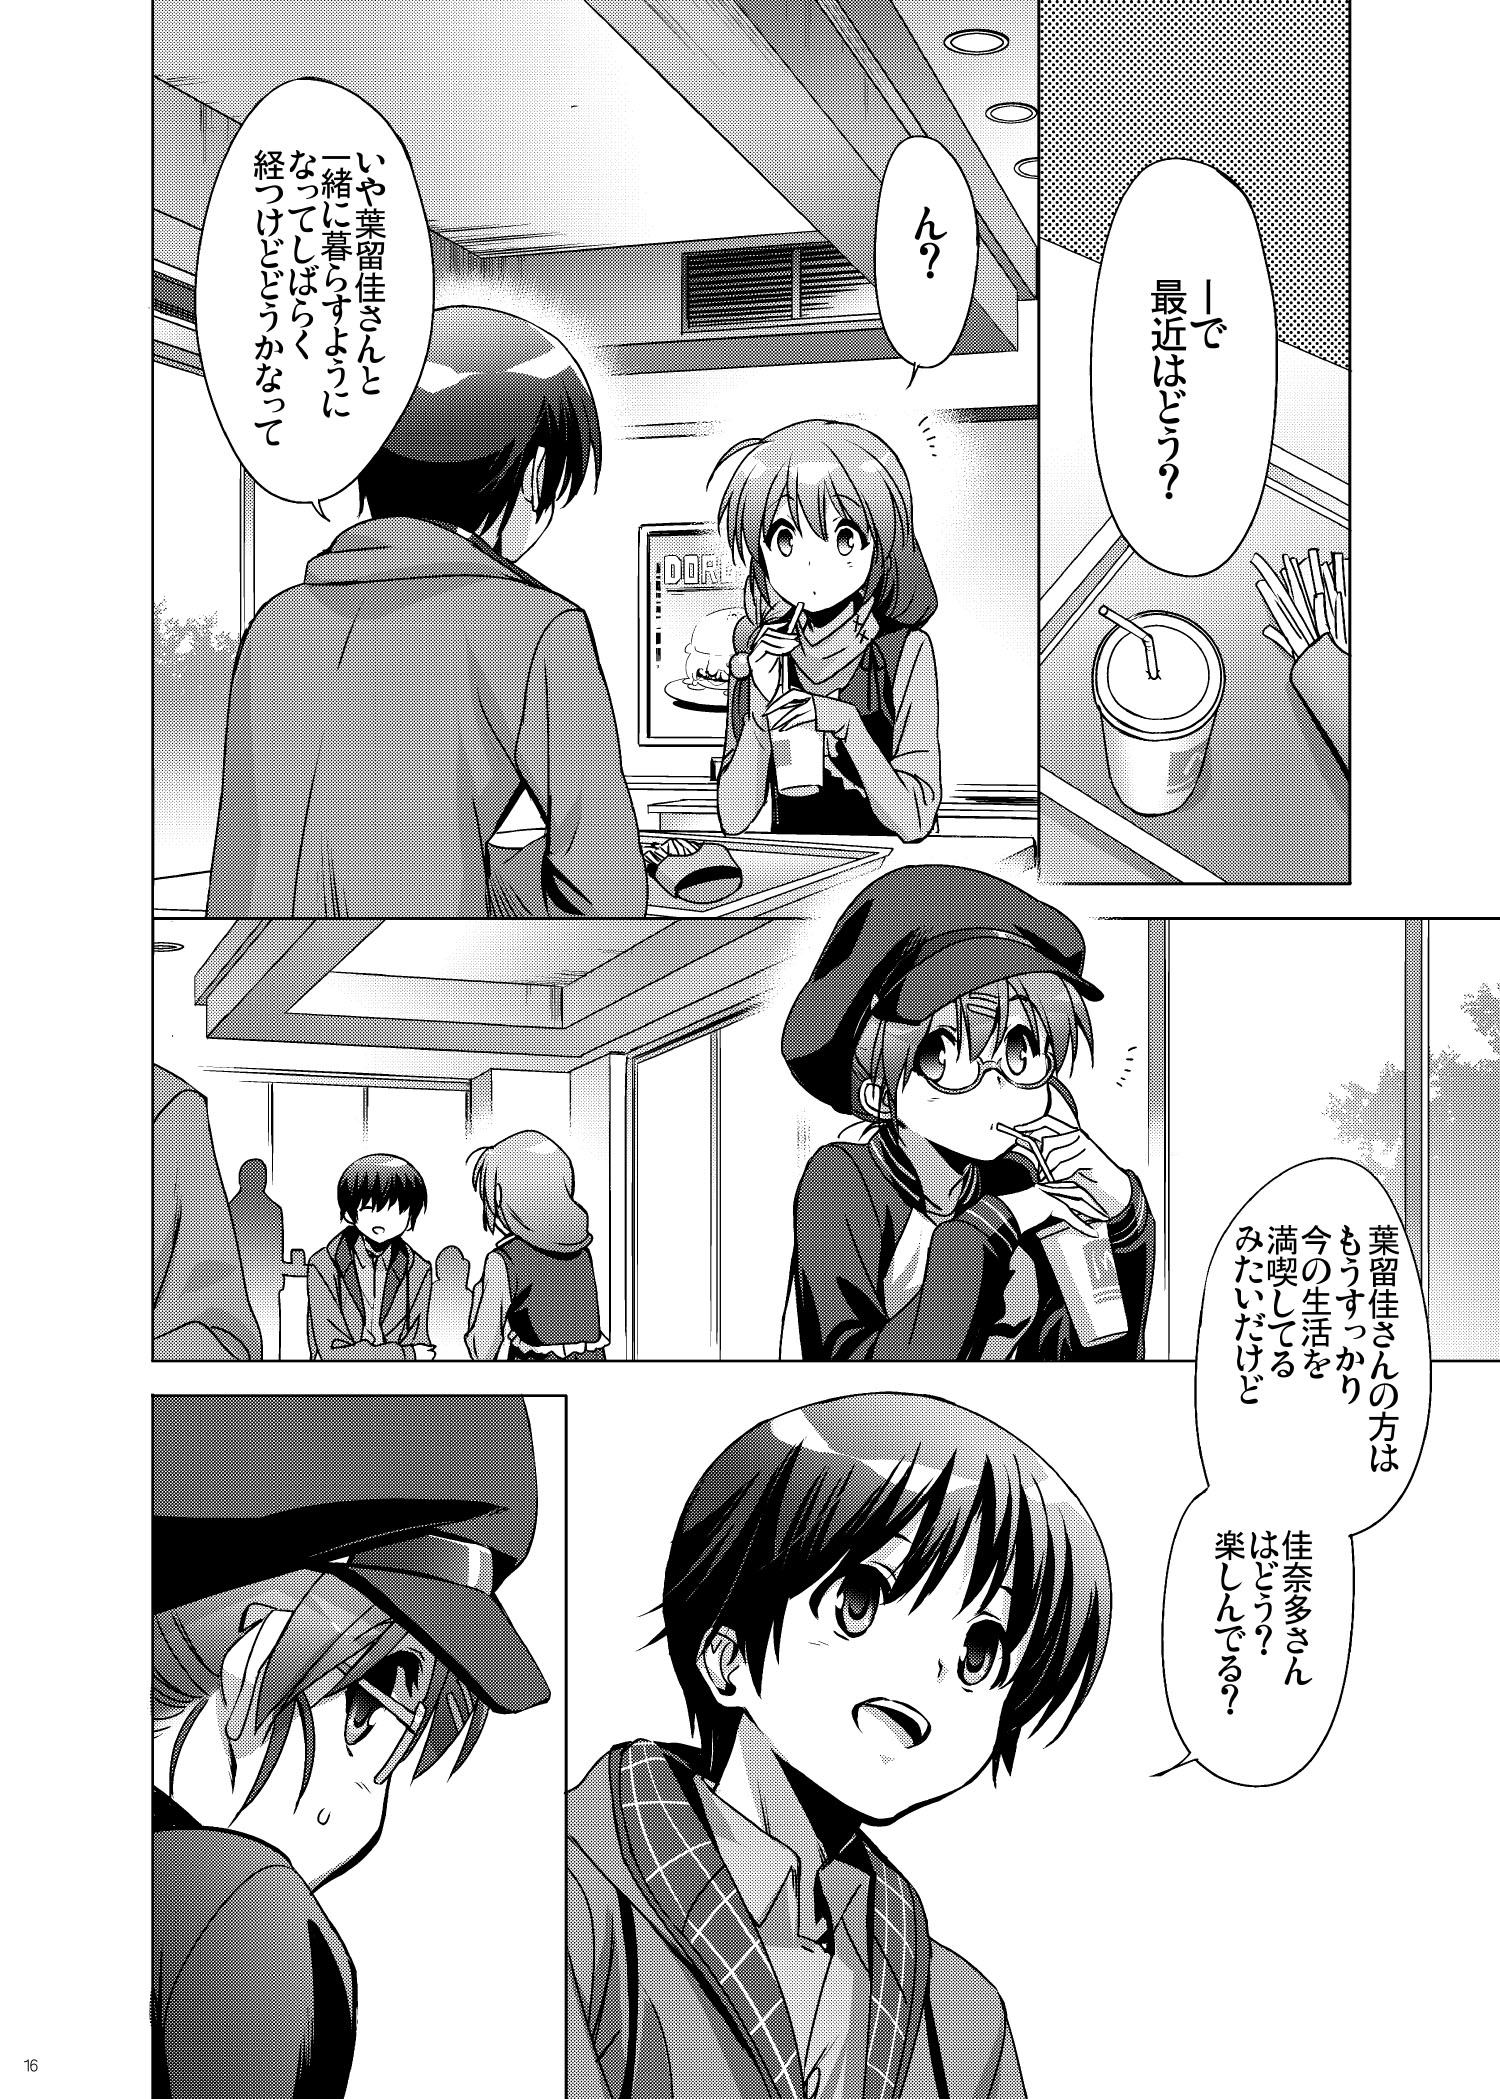 ーで
最近はどう？
ん？
いや葉留佳さんと
一緒に暮らすように
なってしばらく
経つけどどうかなって
葉留佳さんの方は
もうすっかり
今の生活を
満喫してる
みたいだけど
佳奈多さん
はどう？
楽しんでる？
16